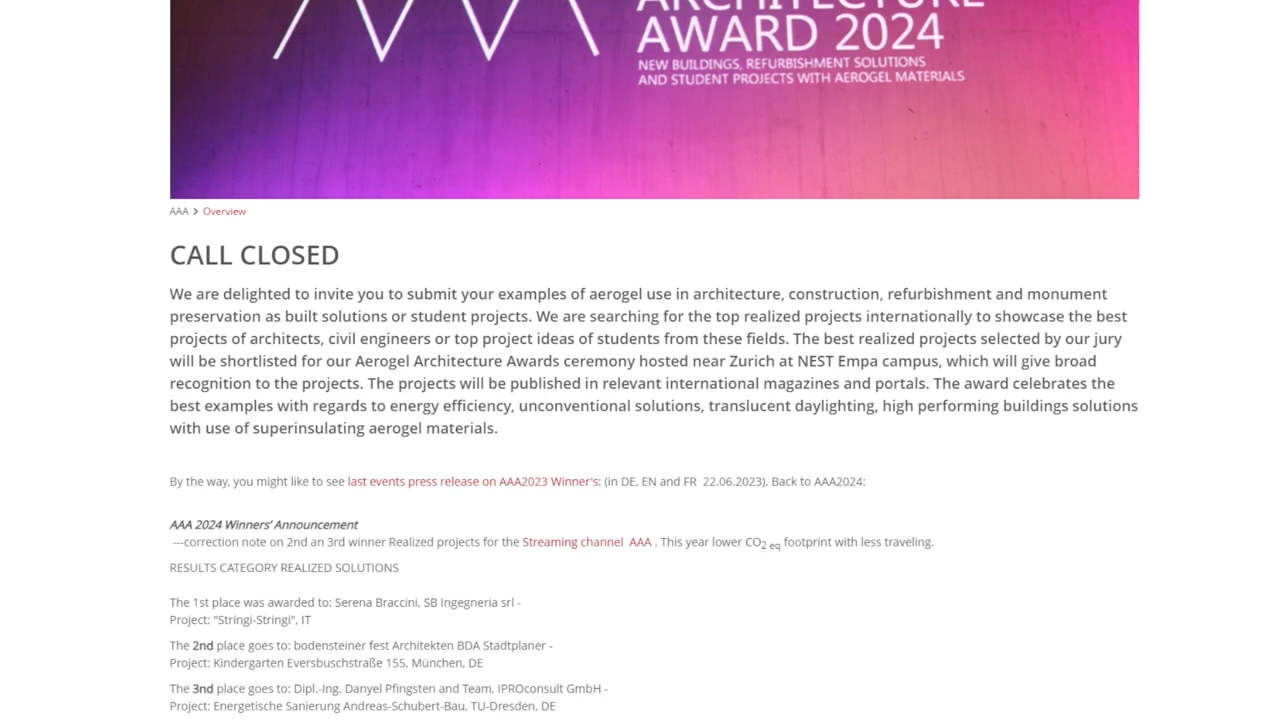 AWARD 2024
NEW BUILDINGS, REFURBISHMENT SOLUTIONS
AND STUDENT PROJECTS WITH AEROGEL MATERIALS
AAA > Overview
CALL CLOSED
We are delighted to invite you to submit your examples of aerogel use in architecture, construction, refurbishment and monument
preservation as built solutions or student projects. We are searching for the top realized projects internationally to showcase the best
projects of architects, civil engineers or top project ideas of students from these fields. The best realized projects selected by our jury
will be shortlisted for our Aerogel Architecture Awards ceremony hosted near Zurich at NEST Empa campus, which will give broad
recognition to the projects. The projects will be published in relevant international magazines and portals. The award celebrates the
best examples with regards to energy efficiency, unconventional solutions, translucent daylighting, high performing buildings solutions
with use of superinsulating aerogel materials.
By the way, you might like to see last events press release on AAA2023 Winner's: (in DE, EN and FR  22.06.2023). Back to AAA2024:
AAA 2024 Winners’ Announcement
---correction note on 2nd an 3rd winner Realized projects for the Streaming channel  AAA . This year lower CO2 eq footprint with less traveling.
RESULTS CATEGORY REALIZED SOLUTIONS
The 1st place was awarded to: Serena Braccini, SB Ingegneria srl -
Project: "Stringi-Stringi", IT
The 2nd place goes to: bodensteiner fest Architekten BDA Stadtplaner -
Project: Kindergarten Eversbuschstraße 155, München, DE
The 3nd place goes to: Dipl.-Ing. Danyel Pfingsten and Team, IPROconsult GmbH -
Project: Energetische Sanierung Andreas-Schubert-Bau, TU-Dresden, DE